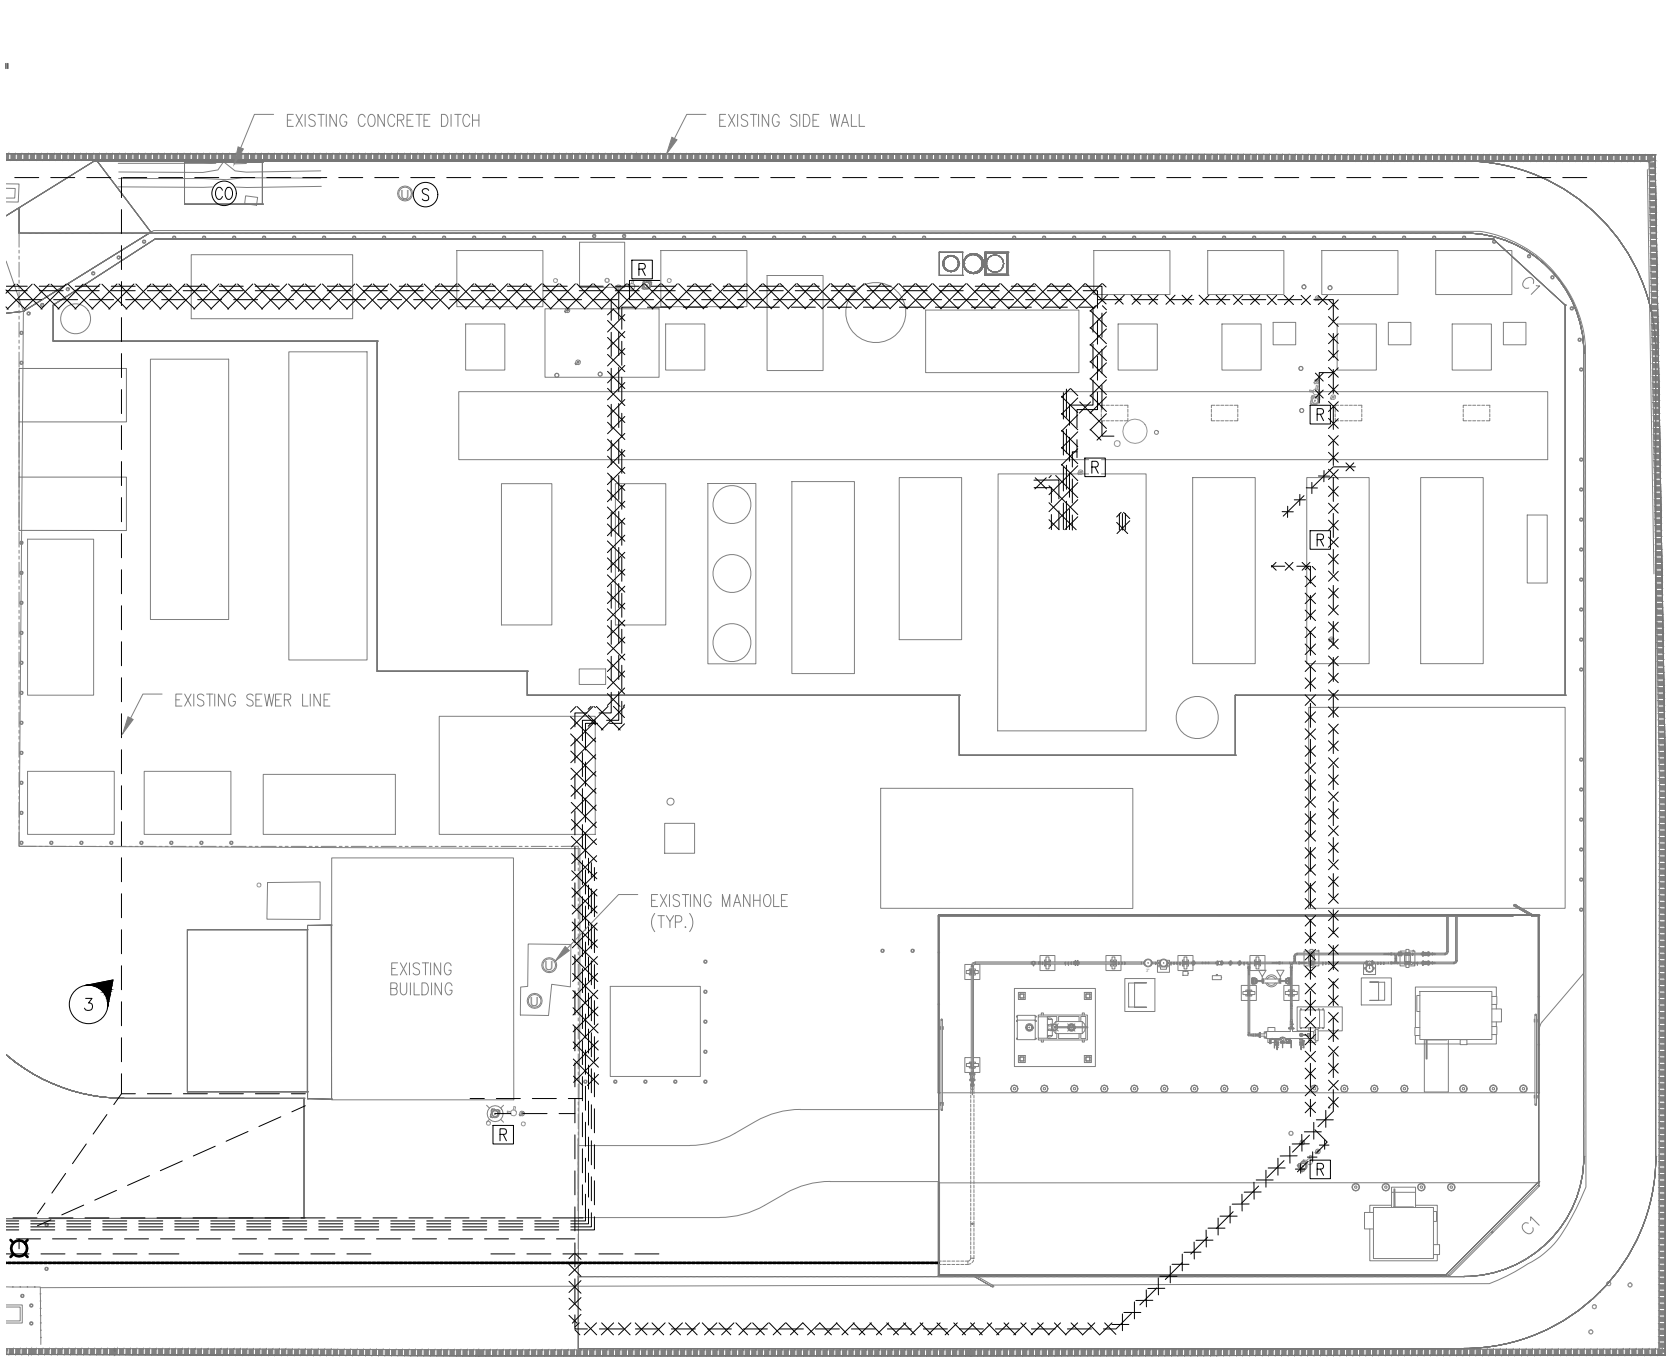 EXISTING CONCRETE DITCH
EXISTING SIDE WALL
CO
U
S
R
C1
R
R
R
EXISTING SEWER LINE
EXISTING MANHOLE
(TYP.)
U
EXISTING
BUILDING
U
3
R
R
C1